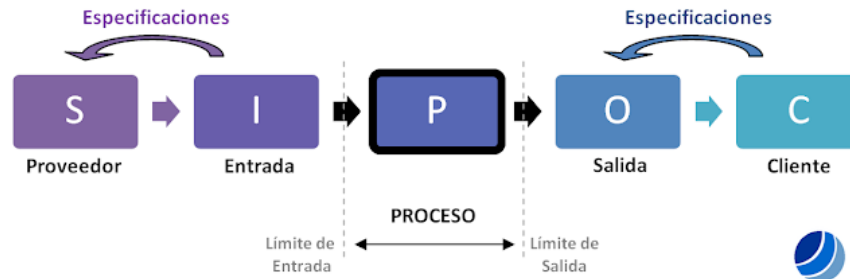 Especificaciones
Especificaciones
S
I
P
O
C
Proveedor
Entrada
Salida
Cliente
PROCESO
Límite de
Entrada
Límite de
Salida